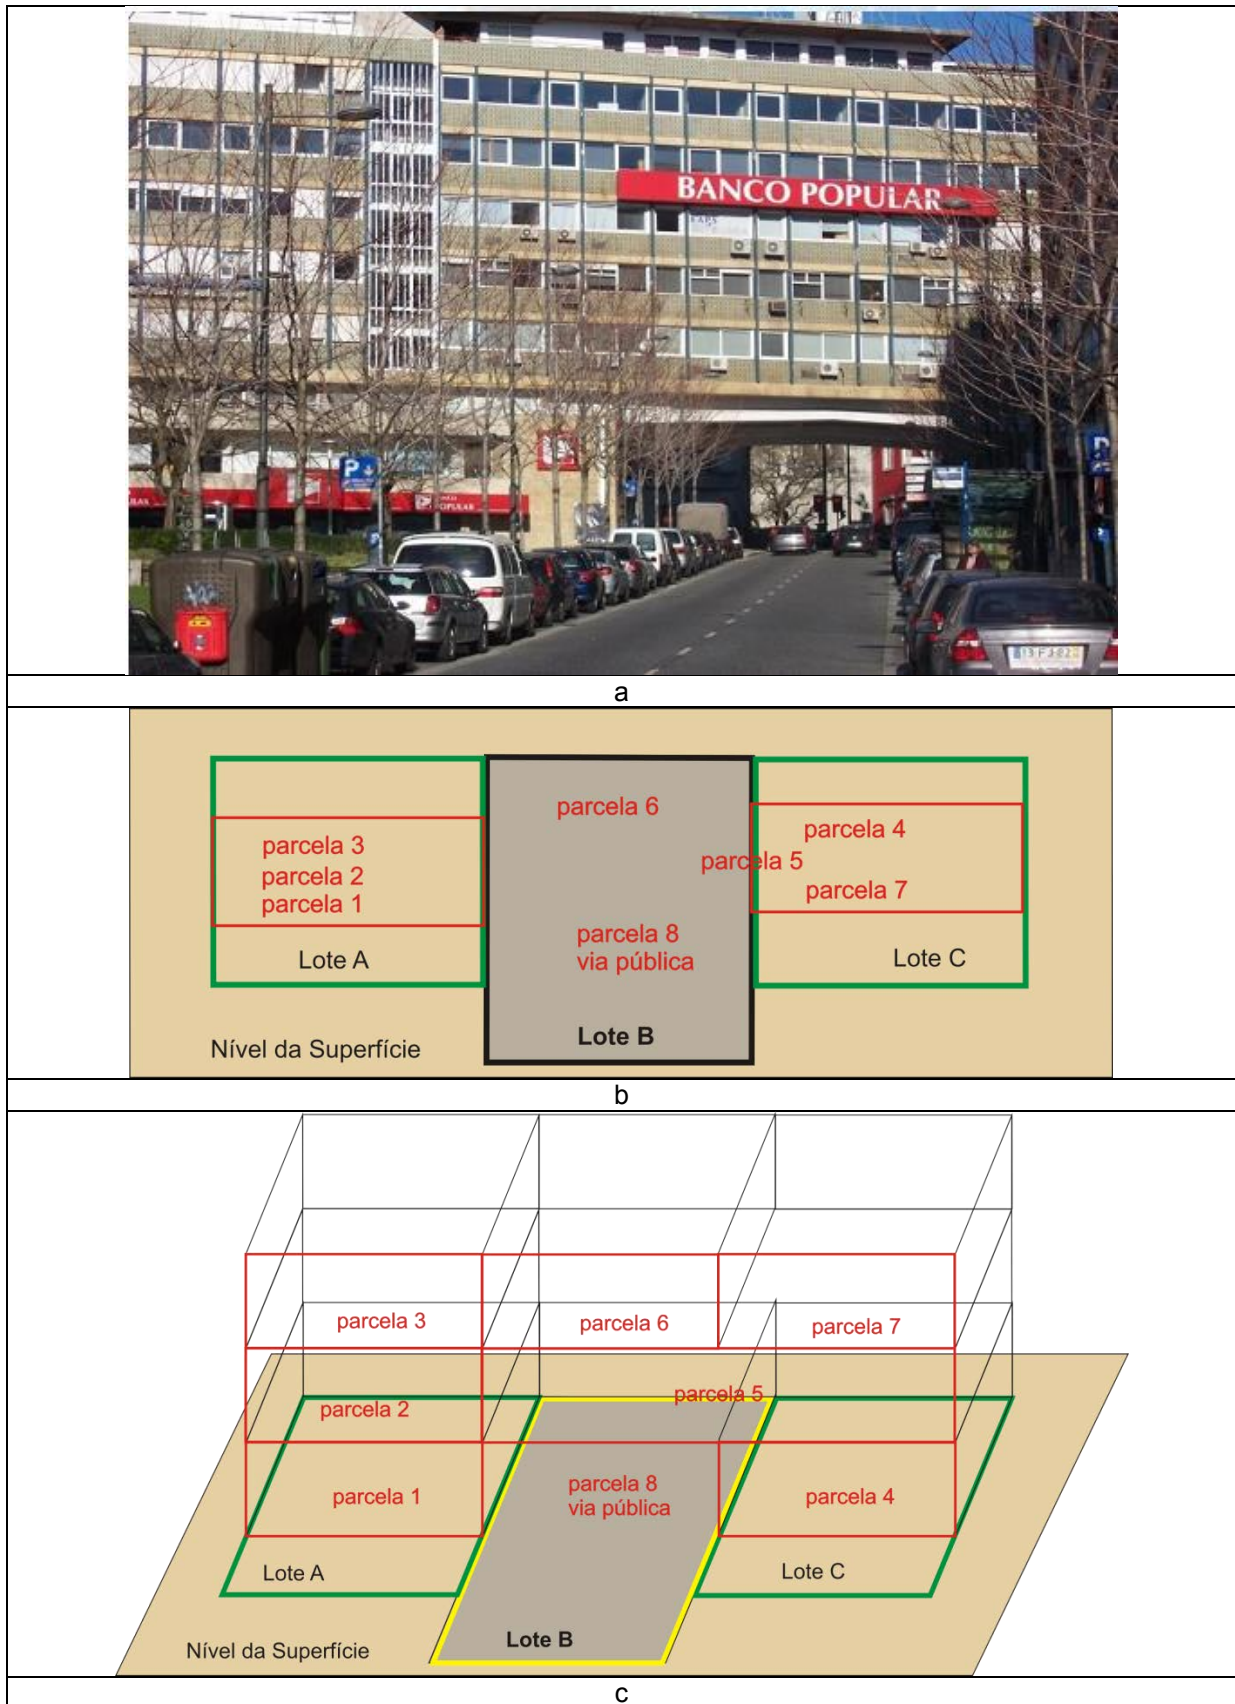 BANCO POPULAR
P
POPULAR
a
parcela 6
parcela 3
parcela 2
parcela 1
parcela 4
parcela 5
parcela 7
parcela 8
via pública
Lote A
Lote C
Lote B
Nível da Superfície
b
parcela 3
parcela 6
parcela 7
parcela 5
parcela 2
parcela 8
via pública
parcela 1
parcela 4
Lote A
Lote C
Lote B
Nível da Superfície
c